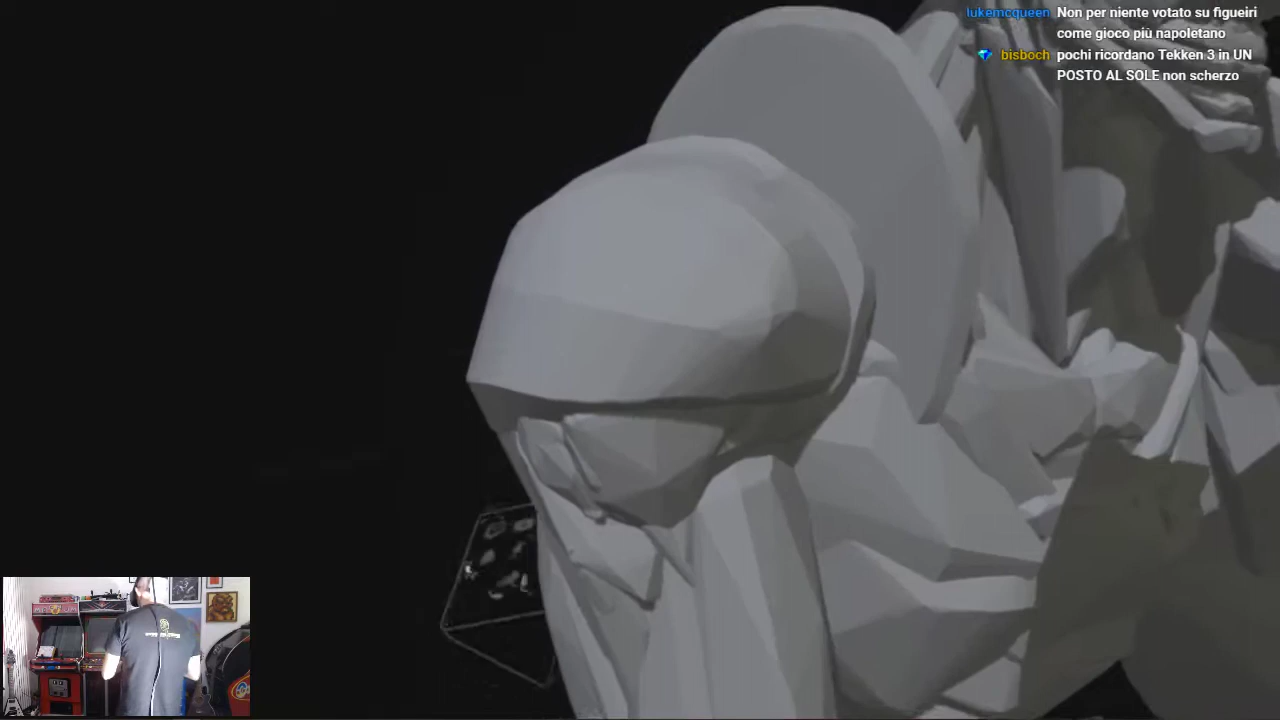 lukemcqueen Non per niente votato su figueiri
come gioco più napoletano
bisboch pochi ricordano Tekken 3 in UN
POSTO AL SOLE non scherzo